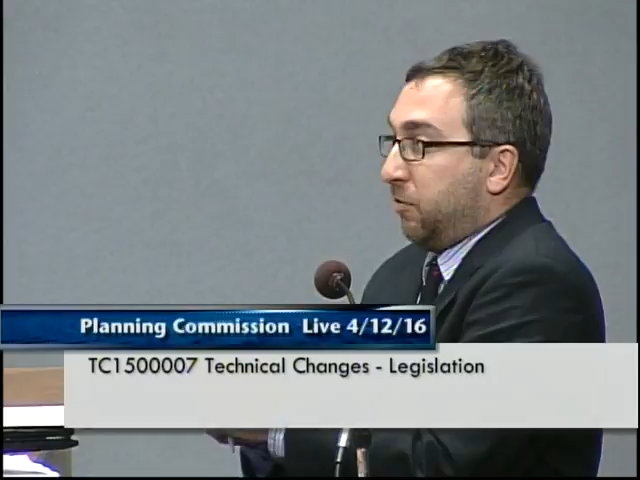 Planning Commission Live 4/12/16
TC1500007 Technical Changes - Legislation